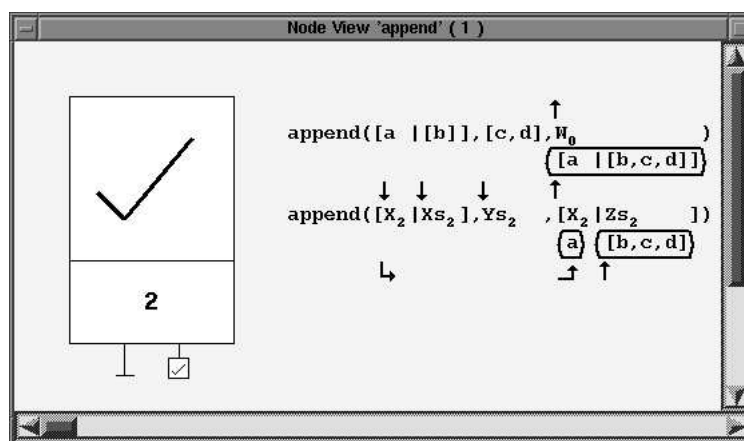 Node View 'append' ( 1 )
append([a |[b]],[c,d],W₀ )
[a |[b,c,d]]
append([X₂|Xs₂],Ys₂ ,[X₂|Zs₂ ])
a [b,c,d]
2